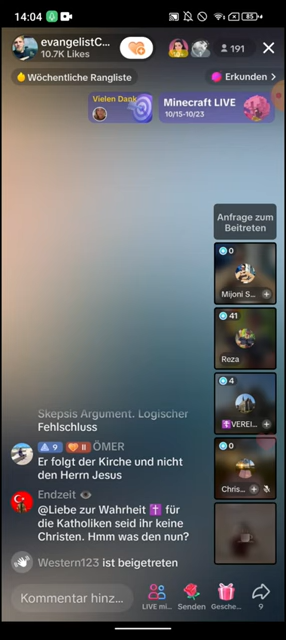 14:04
85
evangelistC...
10.7K Likes
191
Wöchentliche Rangliste
Erkunden >
Vielen Dank
Minecraft LIVE
10/15-10/23
Anfrage zum
Beitreten
0
Mijoni S...
41
Reza
4
✝️VEREI...
0
Chris...
Skepsis Argument. Logischer
Fehlschluss
9 II ÖMER
Er folgt der Kirche und nicht
den Herrn Jesus
Endzeit 👁
@Liebe zur Wahrheit ✝️ für
die Katholiken seid ihr keine
Christen. Hmm was den nun?
Western123 ist beigetreten
Kommentar hinz...
LIVE mi...
Senden
Gesche...
9